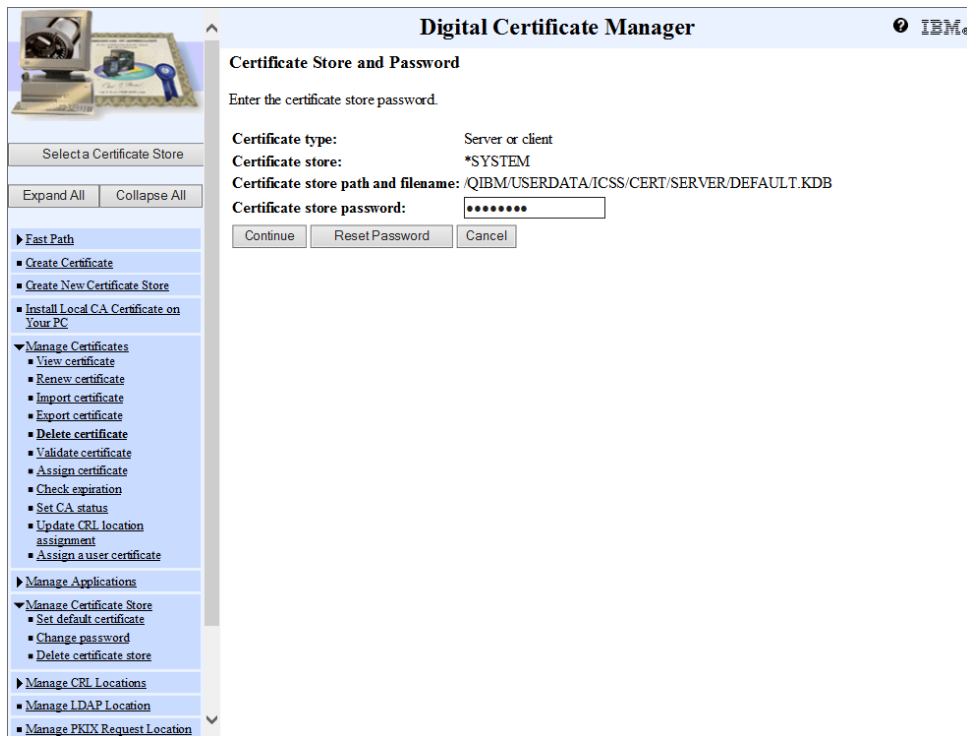 Digital Certificate Manager
IBM
Select a Certificate Store
Expand All
Collapse All
Fast Path
Create Certificate
Create New Certificate Store
Install Local CA Certificate on
Your PC
Manage Certificates
View certificate
Renew certificate
Import certificate
Export certificate
Delete certificate
Validate certificate
Assign certificate
Check expiration
Set CA status
Update CRL location
assignment
Assign a user certificate
Manage Applications
Manage Certificate Store
Set default certificate
Change password
Delete certificate store
Manage CRL Locations
Manage LDAP Location
Manage PKIX Request Location
Certificate Store and Password
Enter the certificate store password.
Certificate type: Server or client
Certificate store: *SYSTEM
Certificate store path and filename: /QIBM/USERDATA/ICSS/CERT/SERVER/DEFAULT.KDB
Certificate store password: ••••••••
Continue
Reset Password
Cancel